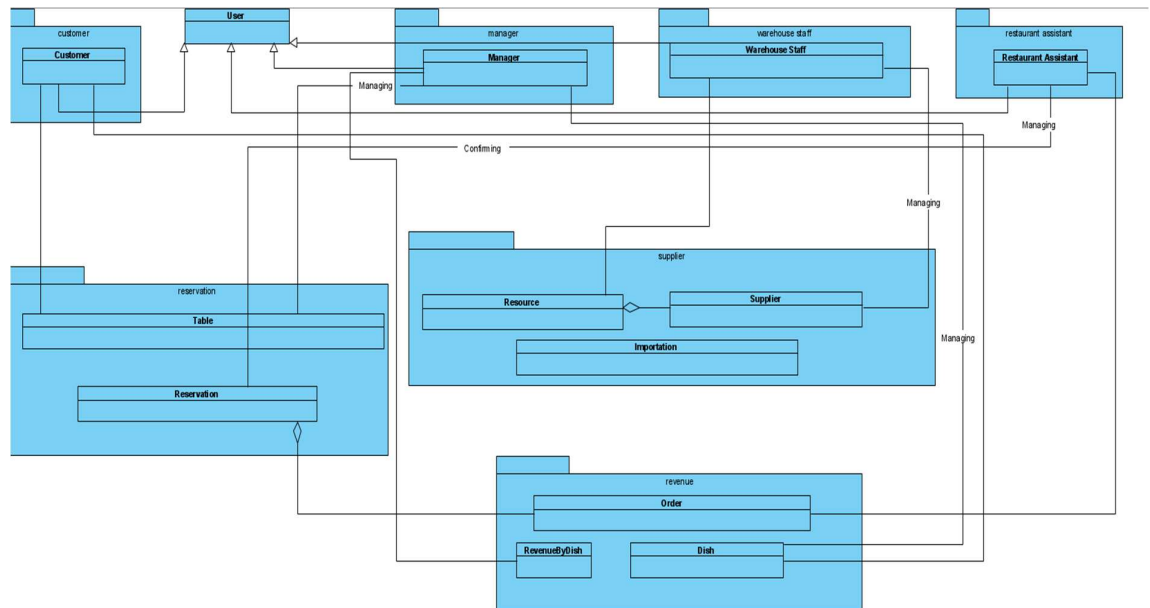 User
customer
Customer
manager
Manager
warehouse staff
Warehouse Staff
restaurant assistant
Restaurant Assistant
Managing
Managing
Confirming
Managing
supplier
Resource
Supplier
Importation
reservation
Table
Reservation
Managing
revenue
Order
RevenueByDish
Dish